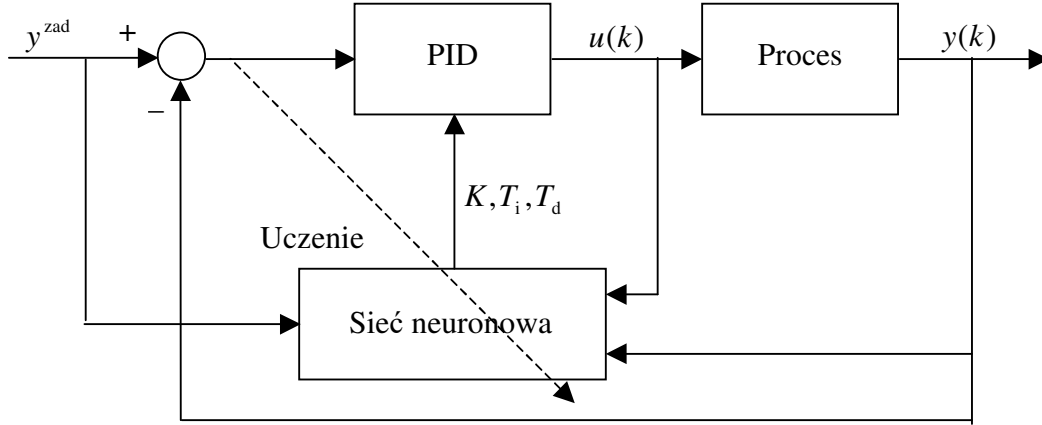 y^zad
+
PID
u(k)
Proces
y(k)
–
K, T_i, T_d
Uczenie
Sieć neuronowa